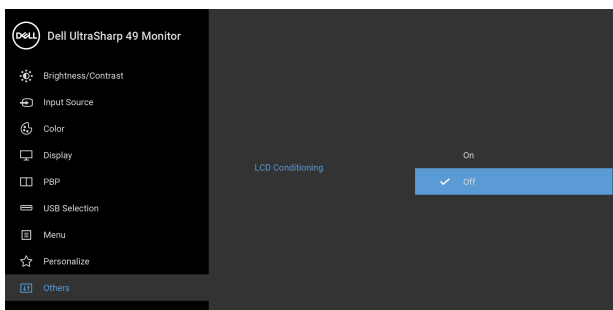 DELL
Dell UltraSharp 49 Monitor
Brightness/Contrast
Input Source
Color
Display
PBP
USB Selection
Menu
Personalize
Others
LCD Conditioning
On
Off